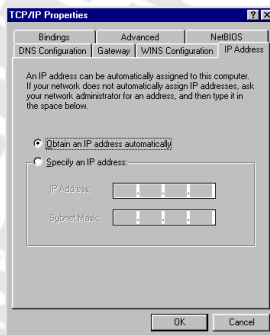 TCP/IP Properties
Bindings Advanced NetBIOS
DNS Configuration Gateway WINS Configuration IP Address
An IP address can be automatically assigned to this computer.
If your network does not automatically assign IP addresses, ask
your network administrator for an address, and then type it in
the space below.
Obtain an IP address automatically
Specify an IP address:
IP Address:
Subnet Mask:
OK Cancel